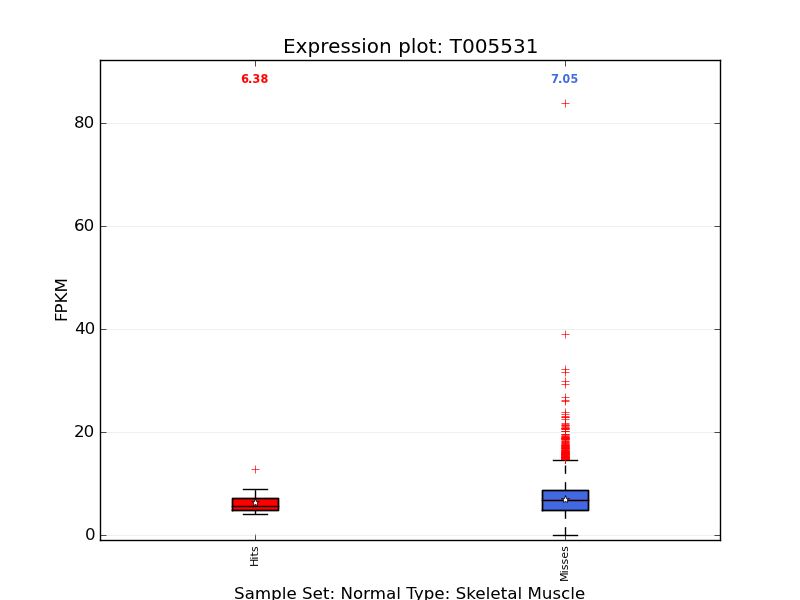 Expression plot: T005531
6.38 7.05
80
60
40
20
0
FPKM
Hits Misses
Sample Set: Normal Type: Skeletal Muscle